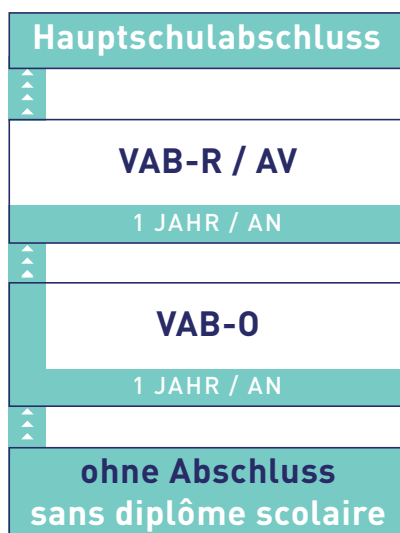 Hauptschulabschluss
VAB-R / AV
1 JAHR / AN
VAB-O
1 JAHR / AN
ohne Abschluss
sans diplôme scolaire